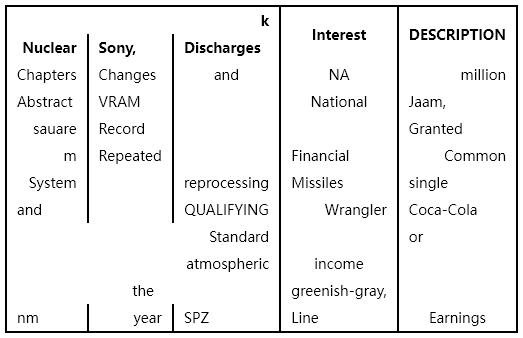 k
Interest DESCRIPTION
Nuclear Sony, Discharges
Chapters Changes and NA million
Abstract VRAM National Jaam,
sauare Record Granted
m Repeated Financial Common
System reprocessing Missiles single
and QUALIFYING Wrangler Coca-Cola
Standard or
atmospheric income
the greenish-gray,
nm year SPZ Line Earnings